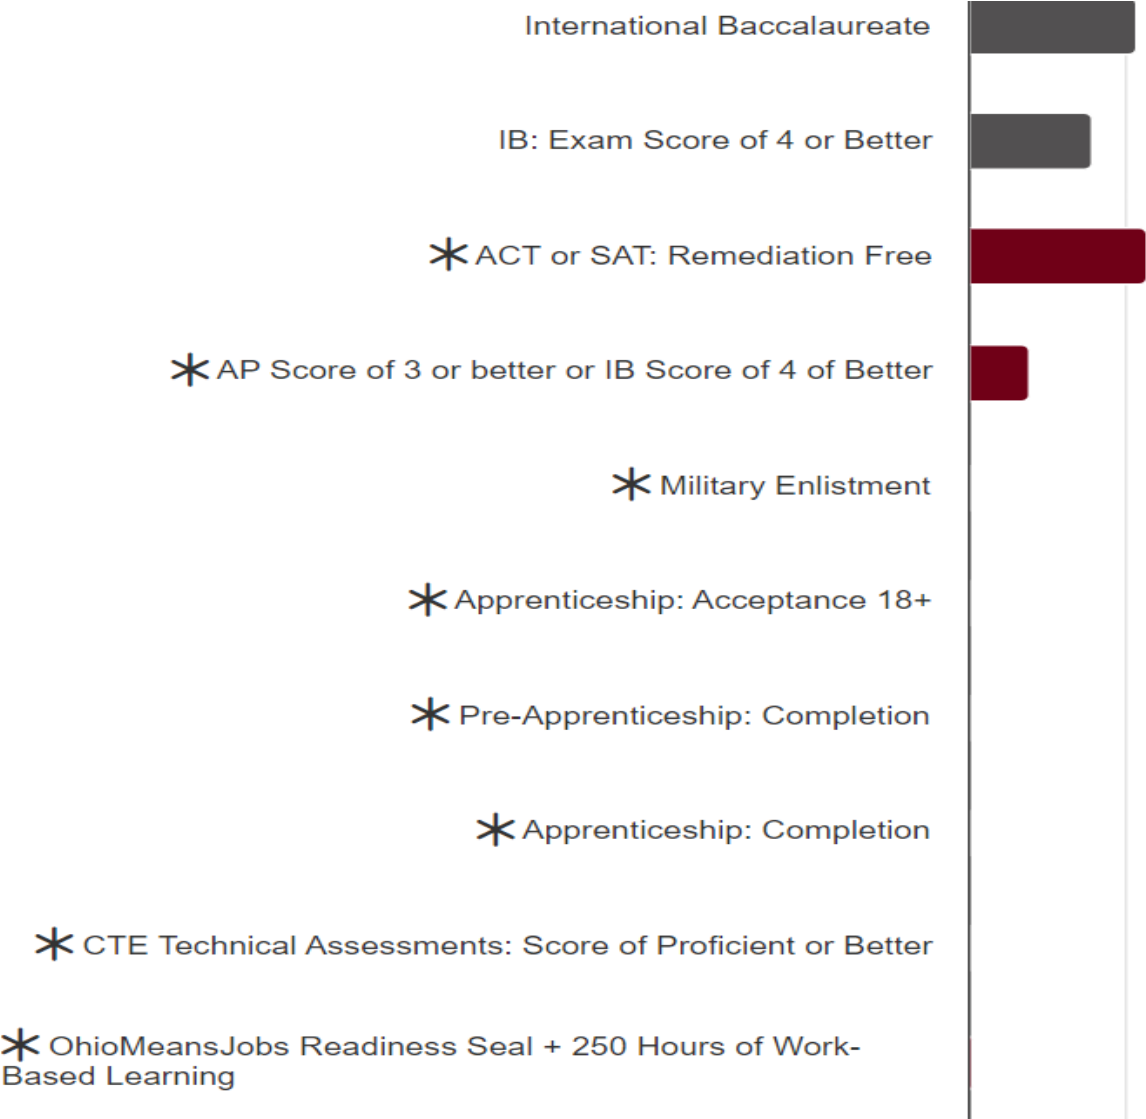 International Baccalaureate
IB: Exam Score of 4 or Better
* ACT or SAT: Remediation Free
* AP Score of 3 or better or IB Score of 4 of Better
* Military Enlistment
* Apprenticeship: Acceptance 18+
* Pre-Apprenticeship: Completion
* Apprenticeship: Completion
* CTE Technical Assessments: Score of Proficient or Better
* OhioMeansJobs Readiness Seal + 250 Hours of Work-
Based Learning